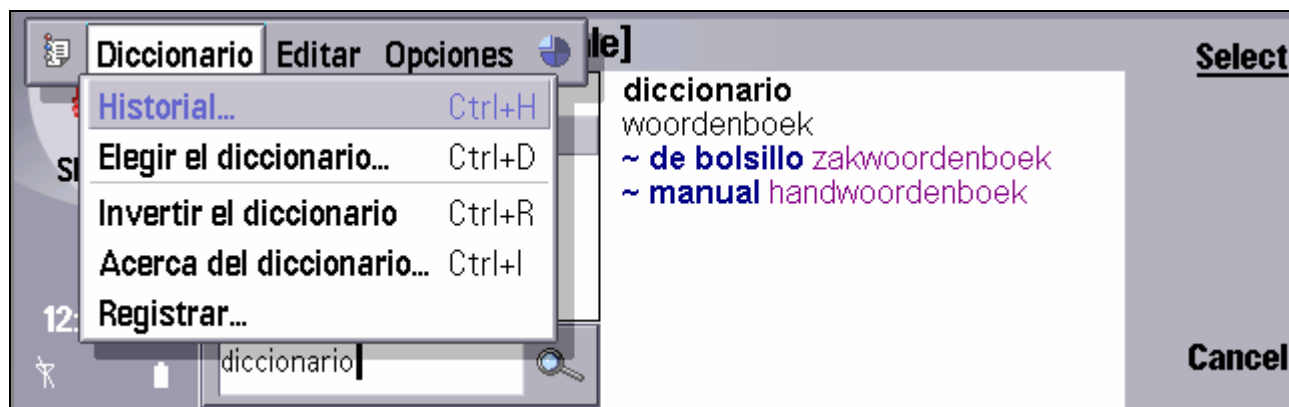 Diccionario Editar Opciones
le]
Select
Historial... Ctrl+H
Elegir el diccionario... Ctrl+D
Invertir el diccionario Ctrl+R
Acerca del diccionario... Ctrl+I
Registrar...
diccionario
woordenboek
~ de bolsillo zakwoordenboek
~ manual handwoordenboek
12:
diccionario
Cancel